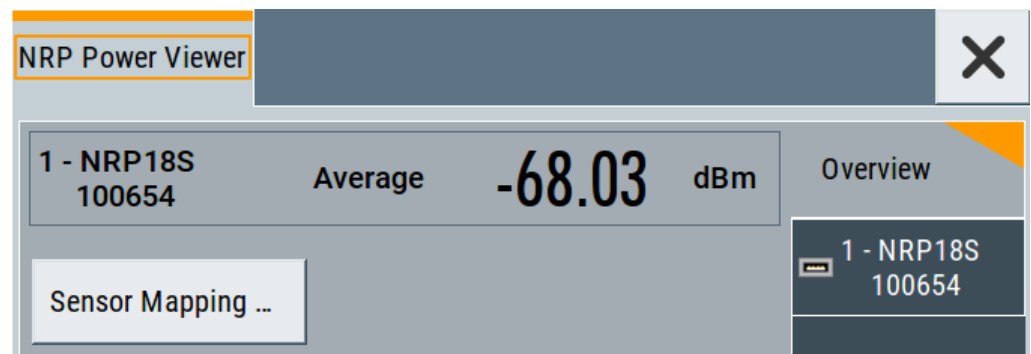 NRP Power Viewer
1 - NRP18S
100654
Average
-68.03
dBm
Overview
1 - NRP18S
100654
Sensor Mapping ...